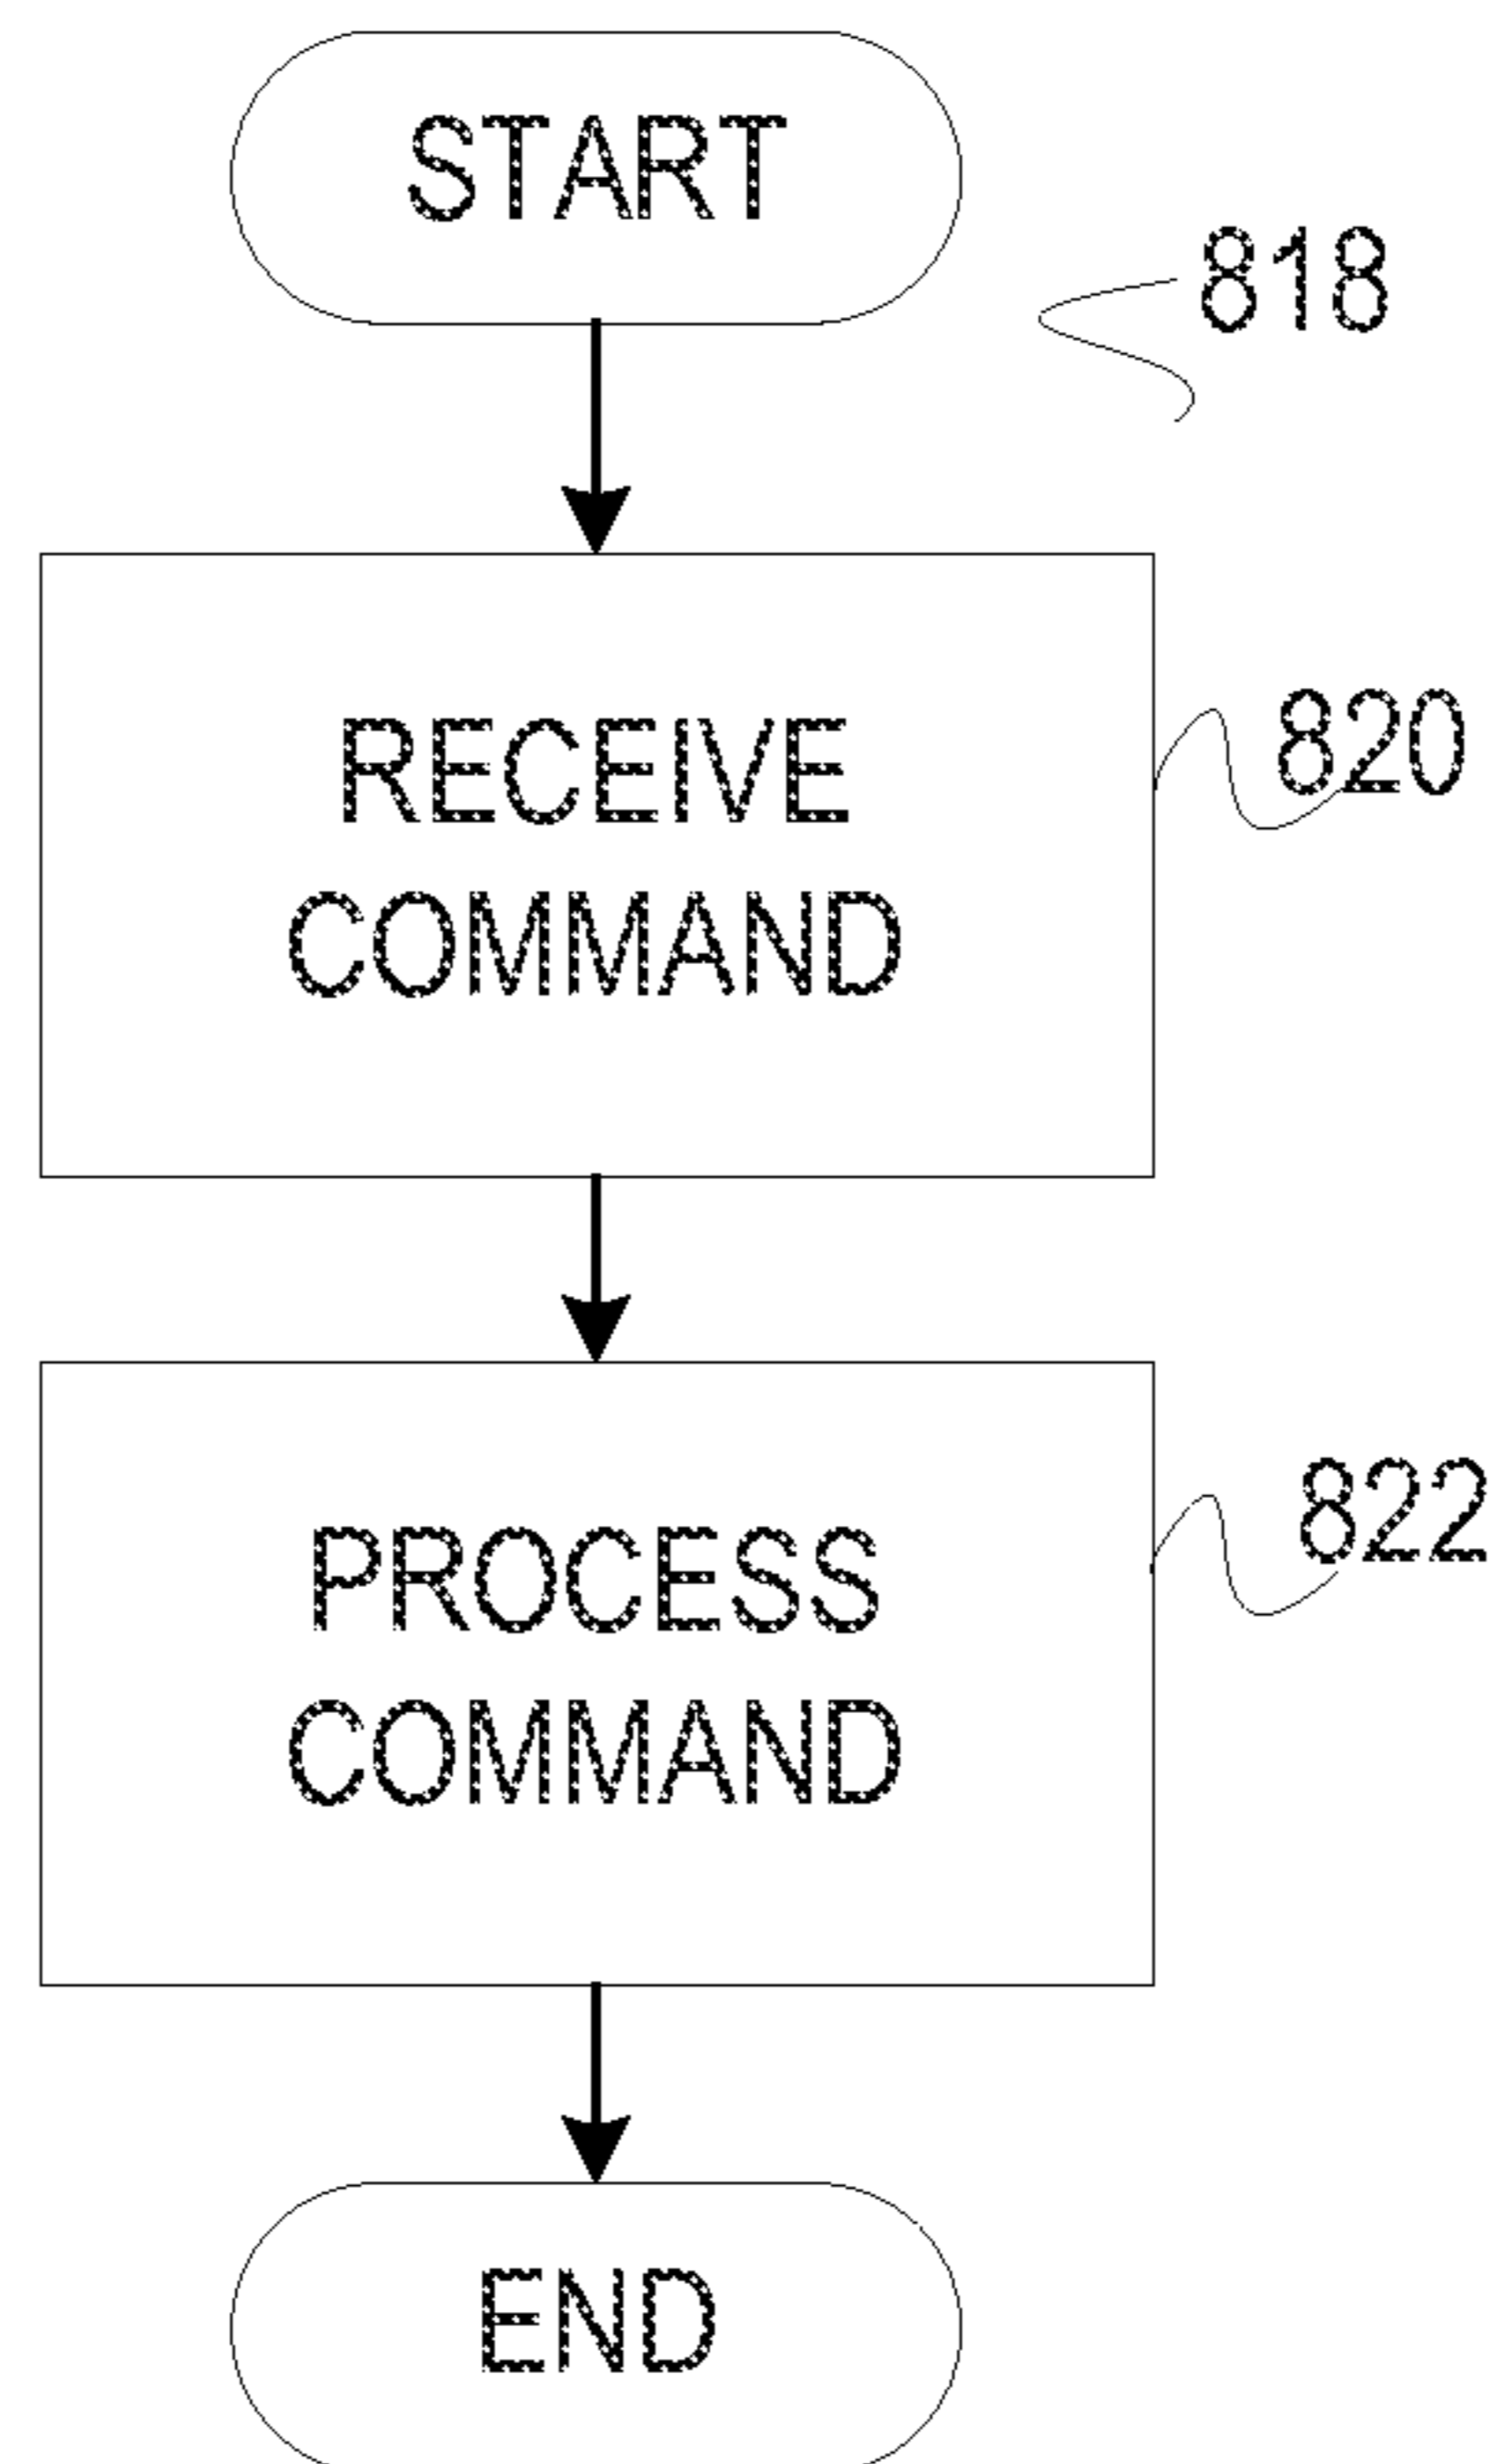 START
818
RECEIVE
COMMAND
820
PROCESS
COMMAND
822
END